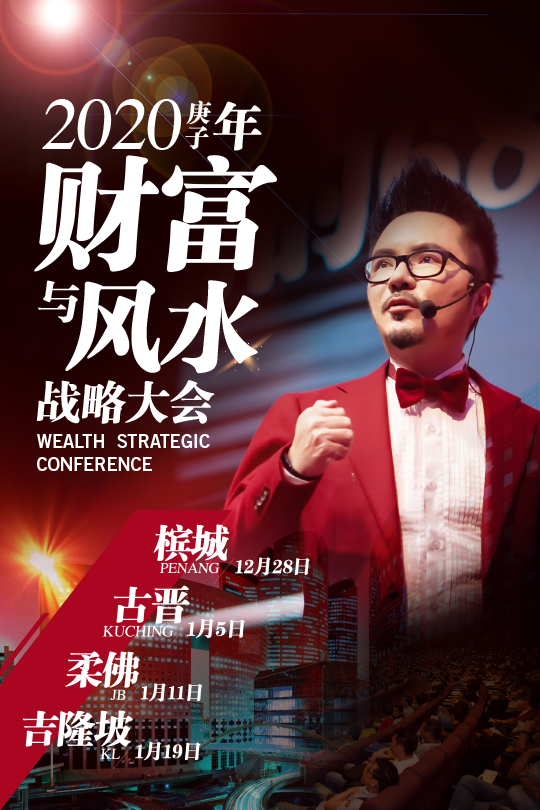 2020庚子年
财富
与风水
战略大会
WEALTH STRATEGIC
CONFERENCE
槟城
PENANG 12月28日
古晋
KUCHING 1月5日
柔佛
JB 1月11日
吉隆坡
KL 1月19日